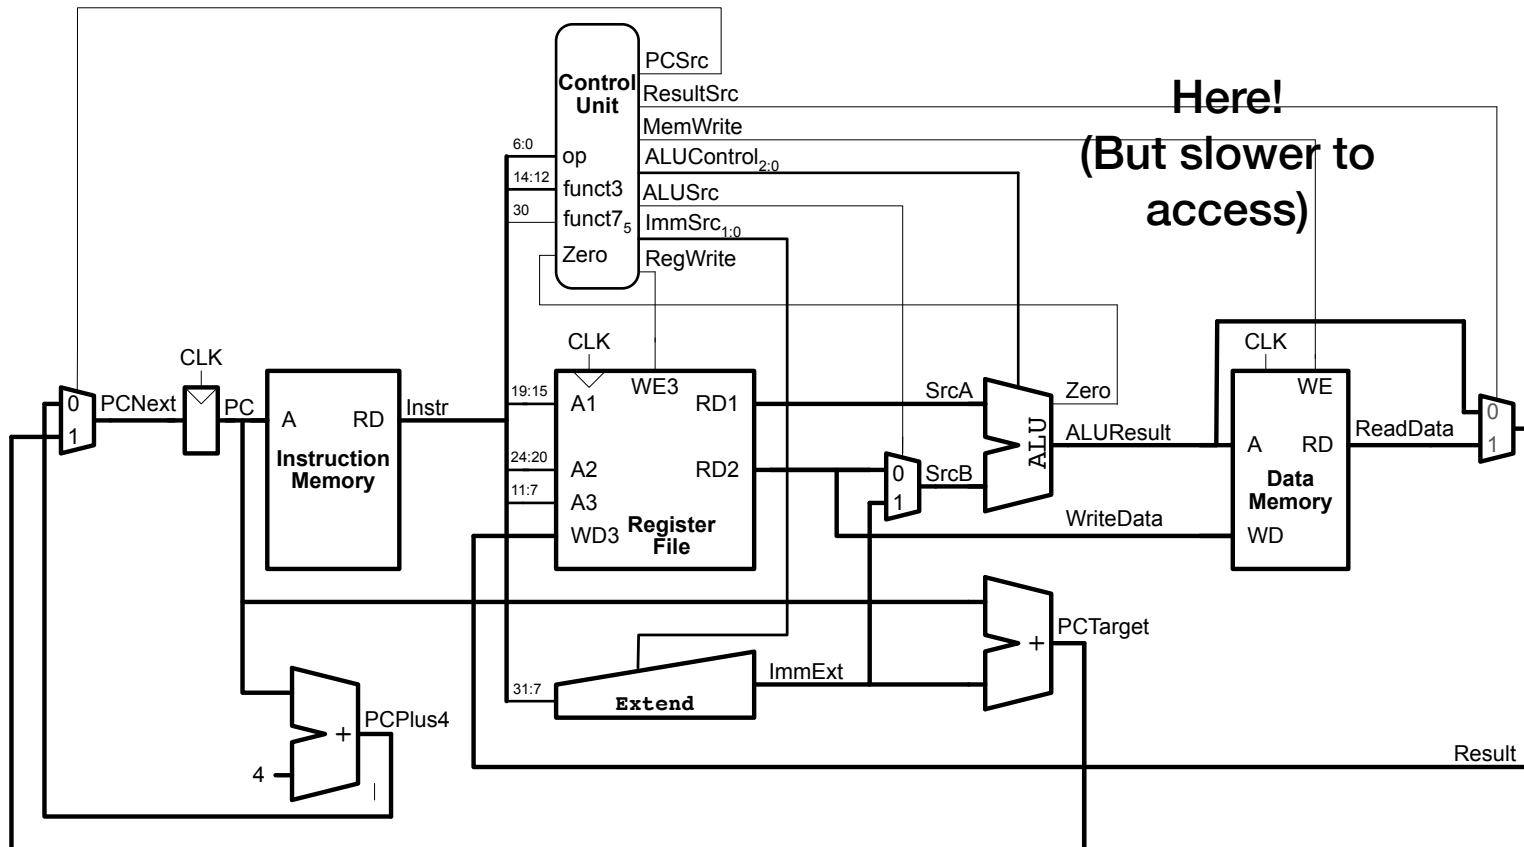 PCSrc
Control
Unit
ResultSrc
Here!
MemWrite
(But slower to
access)
6:0
op
ALUControl2:0
14:12
funct3
ALUSrc
30
funct75
ImmSrc1:0
Zero
RegWrite
CLK
CLK
CLK
0
1
PCNext
PC
A
RD
Instruction
Memory
Instr
19:15
A1
WE3
RD1
24:20
A2
RD2
11:7
A3
WD3
Register
File
SrcA
0
1
SrcB
ALU
Zero
ALUResult
WriteData
WE
A
RD
Data
Memory
WD
ReadData
0
1
31:7
Extend
ImmExt
+
PCTarget
PCPlus4
+
4
Result